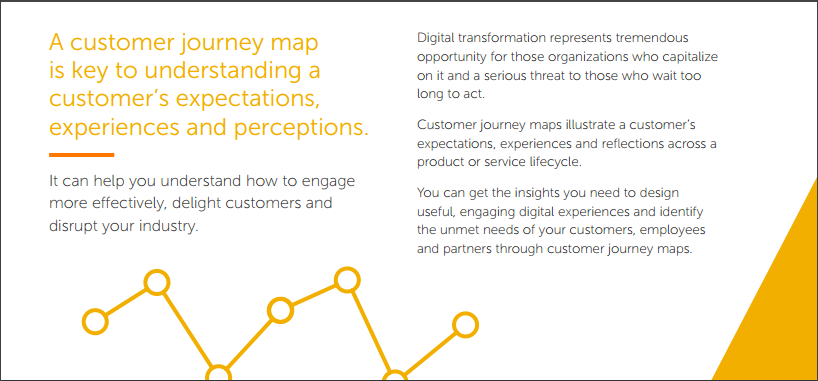 A customer journey map
is key to understanding a
customer's expectations,
experiences and perceptions.
It can help you understand how to engage
more effectively, delight customers and
disrupt your industry.
Digital transformation represents tremendous
opportunity for those organizations who capitalize
on it and a serious threat to those who wait too
long to act.
Customer journey maps illustrate a customer's
expectations, experiences and reflections across a
product or service lifecycle.
You can get the insights you need to design
useful, engaging digital experiences and identify
the unmet needs of your customers, employees
and partners through customer journey maps.